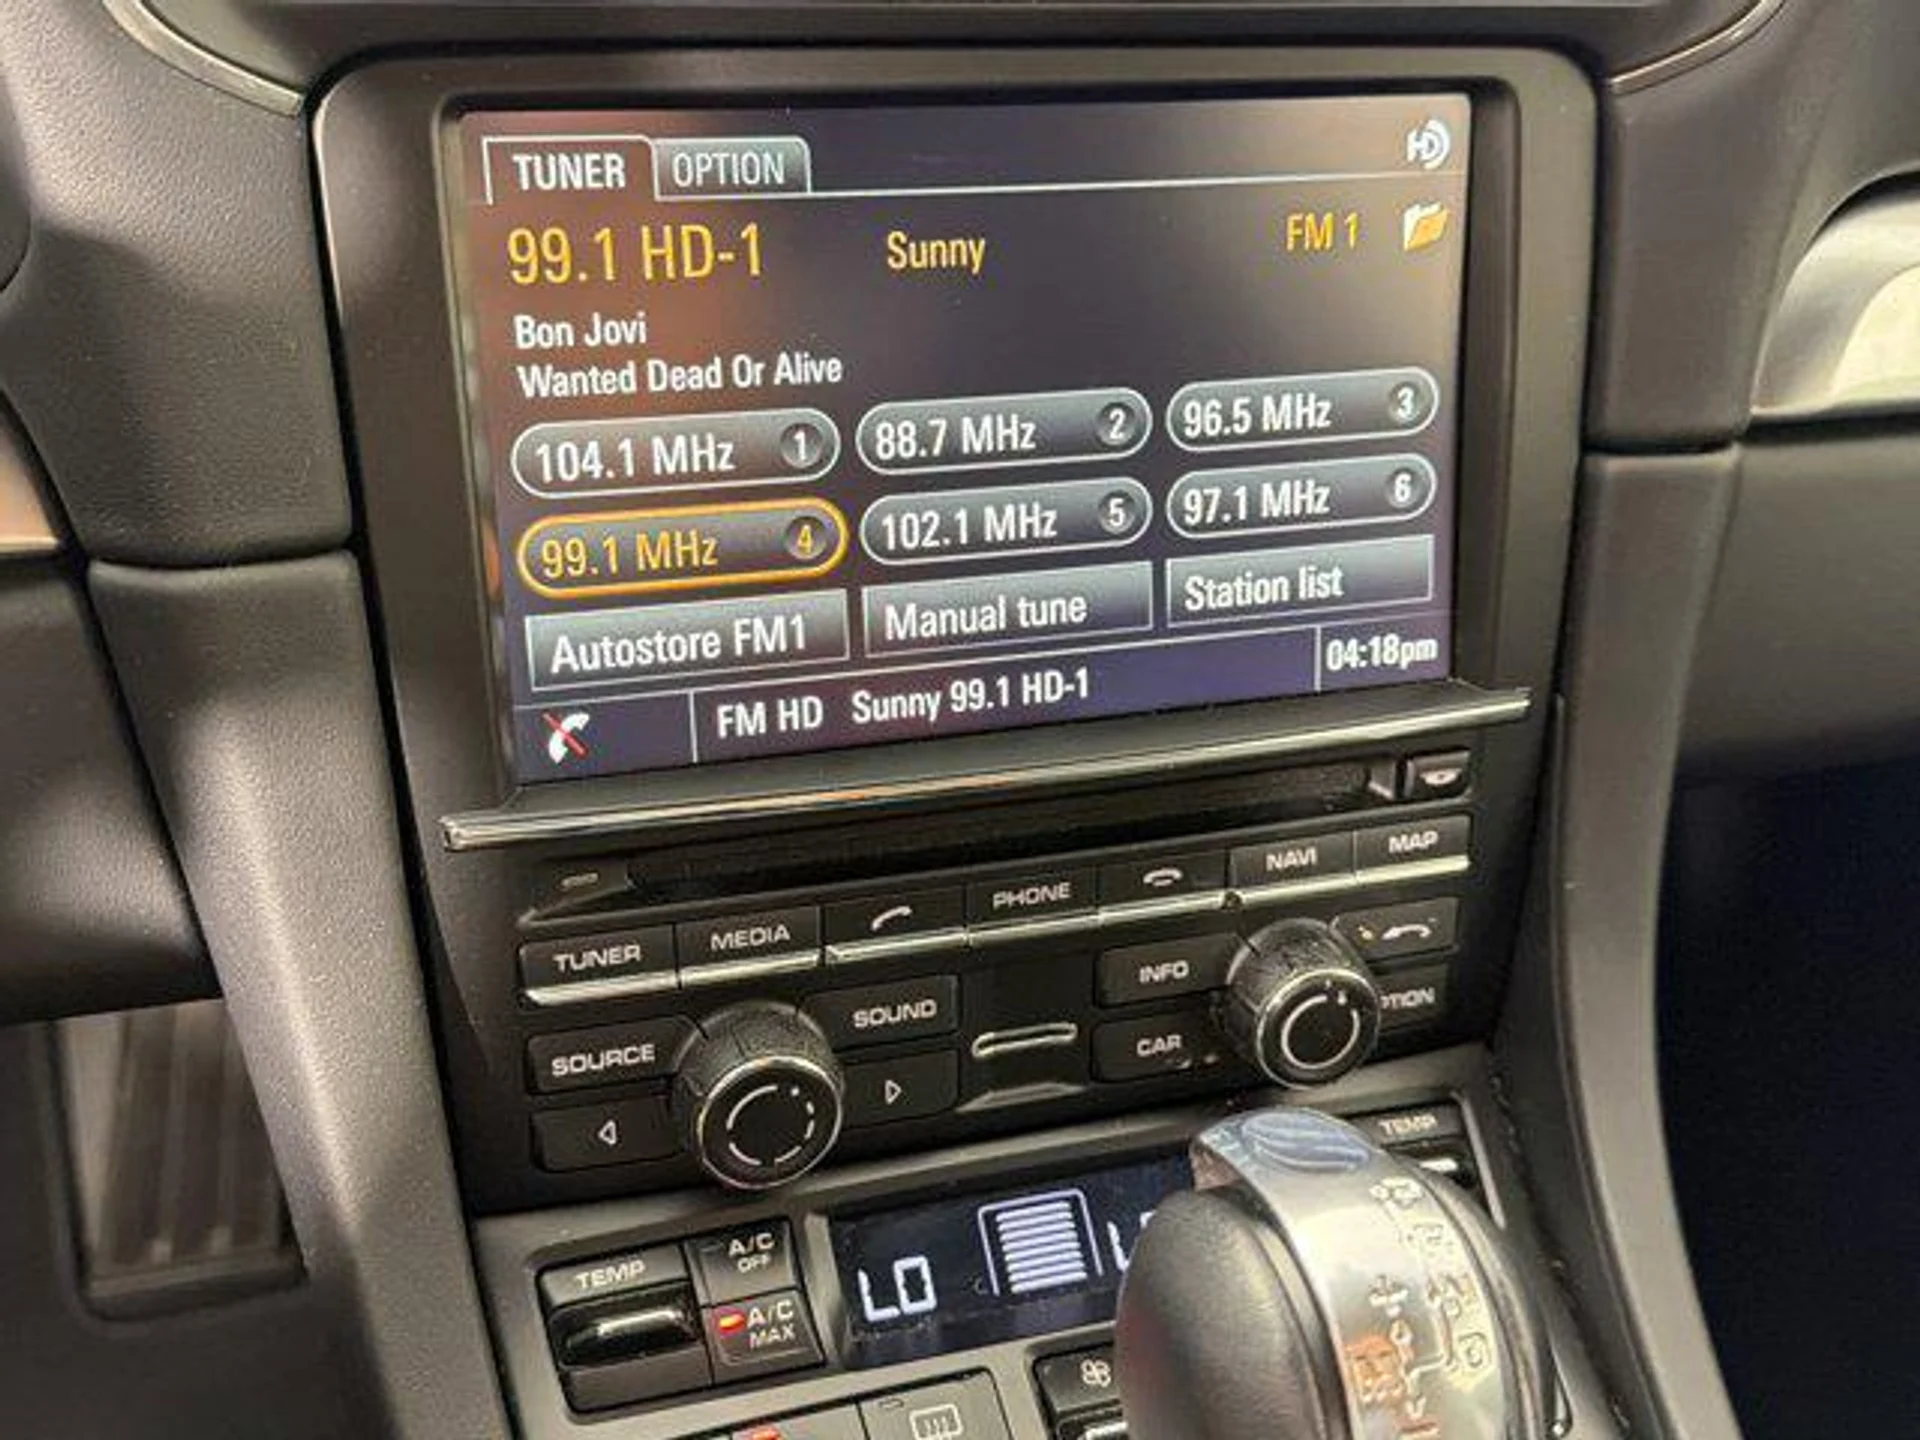 TUNER OPTION HD
99.1 HD-1 Sunny FM 1
Bon Jovi
Wanted Dead Or Alive
104.1 MHz 1 88.7 MHz 2 96.5 MHz 3
99.1 MHz 4 102.1 MHz 5 97.1 MHz 6
Autostore FM1 Manual tune Station list
FM HD Sunny 99.1 HD-1 04:18pm
TUNER MEDIA PHONE NAVI MAP
SOURCE SOUND INFO
CAR PTION
TEMP A/C OFF LO TEMP
A/C MAX